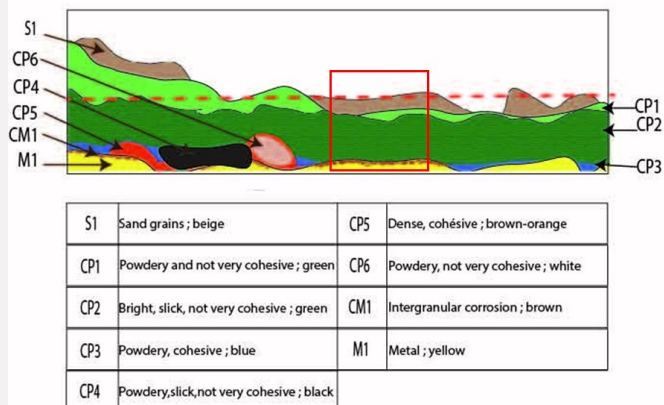 S1
CP6
CP4
CP5
CM1
M1
CP1
CP2
CP3
S1 Sand grains ; beige CP5 Dense, cohésive ; brown-orange
CP1 Powdery and not very cohesive ; green CP6 Powdery, not very cohesive ; white
CP2 Bright, slick, not very cohesive ; green CM1 Intergranular corrosion ; brown
CP3 Powdery, cohesive ; blue M1 Metal ; yellow
CP4 Powdery,slick,not very cohesive ; black